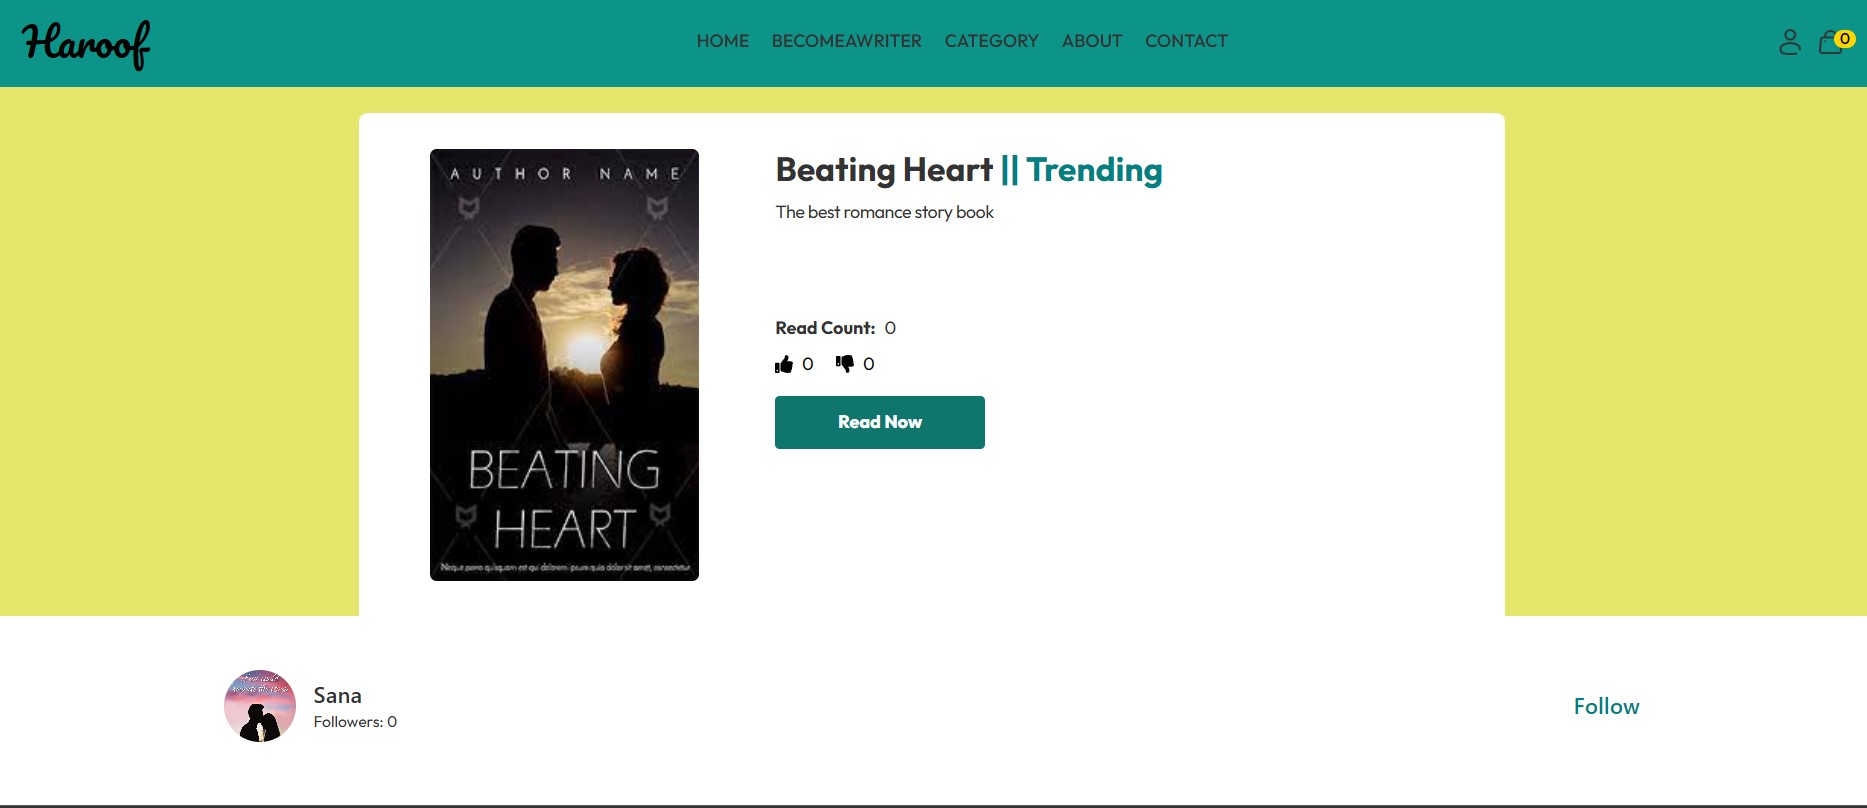 Haroof
HOME BECOMEAWRITER CATEGORY ABOUT CONTACT
0
AUTHOR NAME
BEATING
HEART
Neque porro quisquam est qui dolorem ipsum quia dolor sit amet, consectetur
Beating Heart || Trending
The best romance story book
Read Count: 0
0 0
Read Now
Sana
Followers: 0
Follow